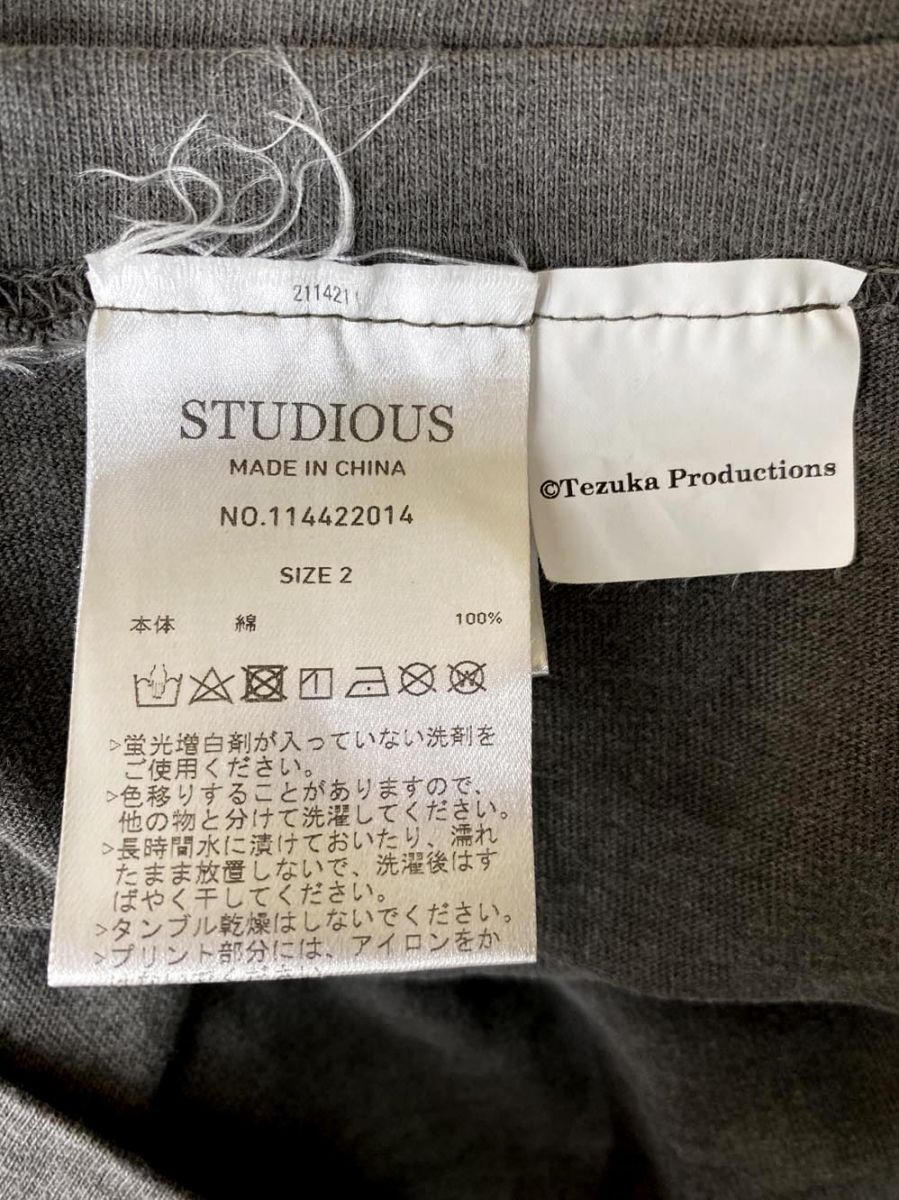 211421
STUDIOUS
MADE IN CHINA
NO.114422014
SIZE 2
本体 綿 100%
>蛍光増白剤が入っていない洗剤を
ご使用ください。
>色移りすることがありますので、
他の物と分けて洗濯してください。
>長時間水に漬けておいたり、濡れ
たまま放置しないで、洗濯後はす
ばやく干してください。
>タンブル乾燥はしないでください。
>プリント部分には、アイロンをか
ください
©Tezuka Productions